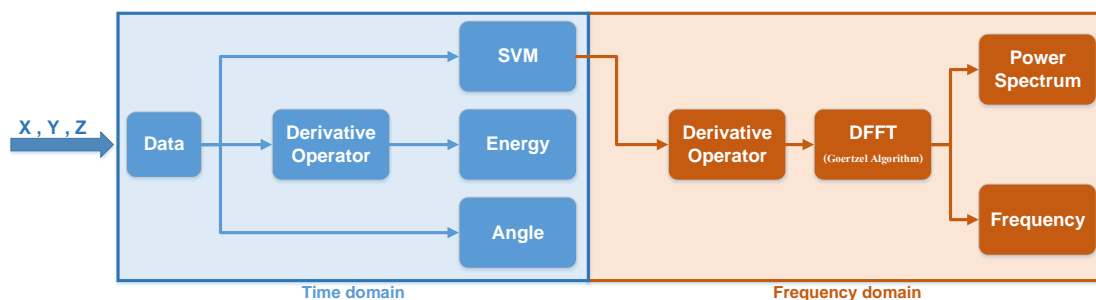 X , Y , Z
Data
SVM
Derivative
Operator
Energy
Angle
Time domain
Derivative
Operator
DFFT
(Goertzel Algorithm)
Power
Spectrum
Frequency
Frequency domain